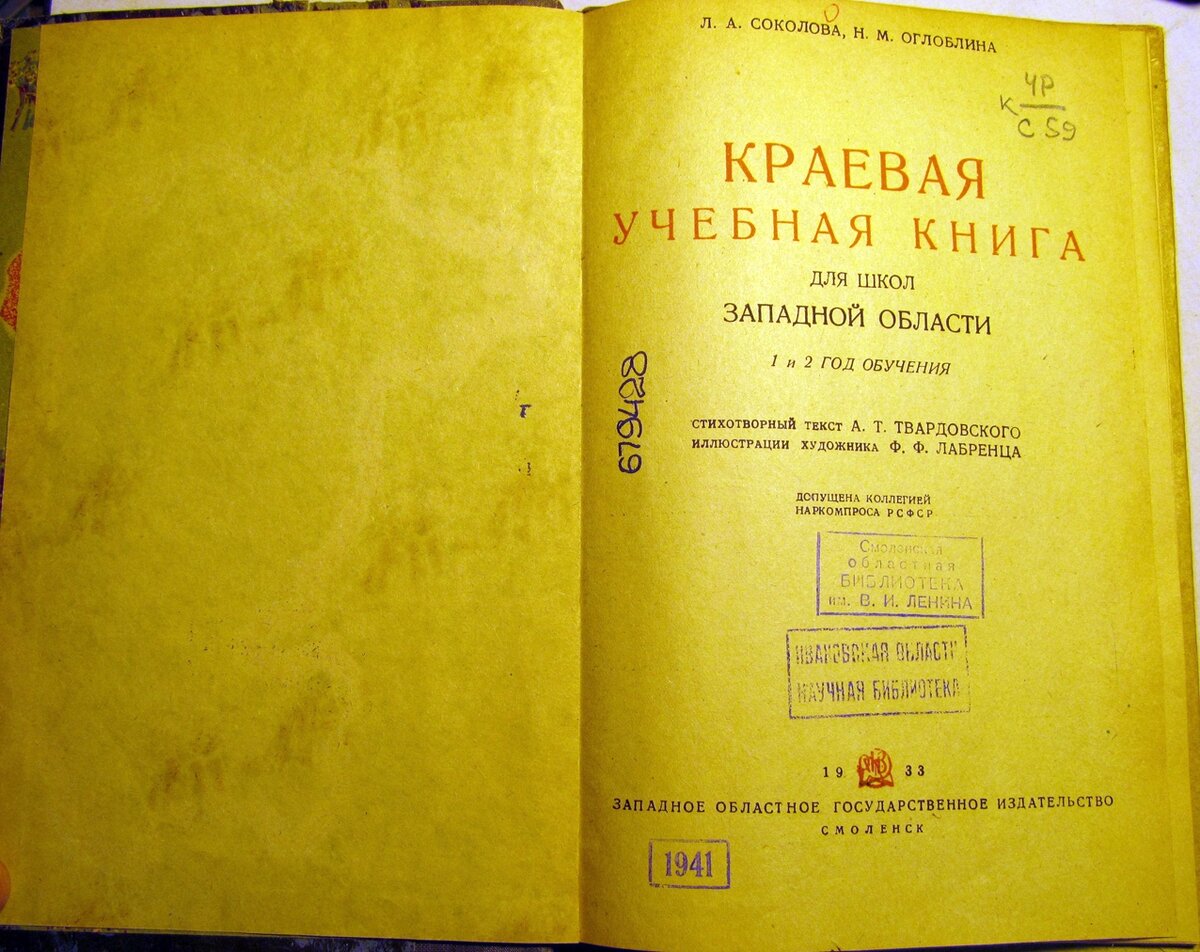 Л. А. СОКОЛОВА, Н. М. ОГЛОБЛИНА
ЧР
К
С 59
КРАЕВАЯ
УЧЕБНАЯ КНИГА
ДЛЯ ШКОЛ
ЗАПАДНОЙ ОБЛАСТИ
1 и 2 ГОД ОБУЧЕНИЯ
679428
СТИХОТВОРНЫЙ ТЕКСТ А. Т. ТВАРДОВСКОГО
ИЛЛЮСТРАЦИИ ХУДОЖНИКА Ф. Ф. ЛАБРЕНЦА
ДОПУЩЕНА КОЛЛЕГИЕЙ
НАРКОМПРОСА РСФСР
Смоленская
областная
БИБЛИОТЕКА
им. В. И. ЛЕНИНА
ОБЛАСТН
НАУЧНАЯ БИБЛИОТЕКА
19 33
ЗАПАДНОЕ ОБЛАСТНОЕ ГОСУДАРСТВЕННОЕ ИЗДАТЕЛЬСТВО
СМОЛЕНСК
1941